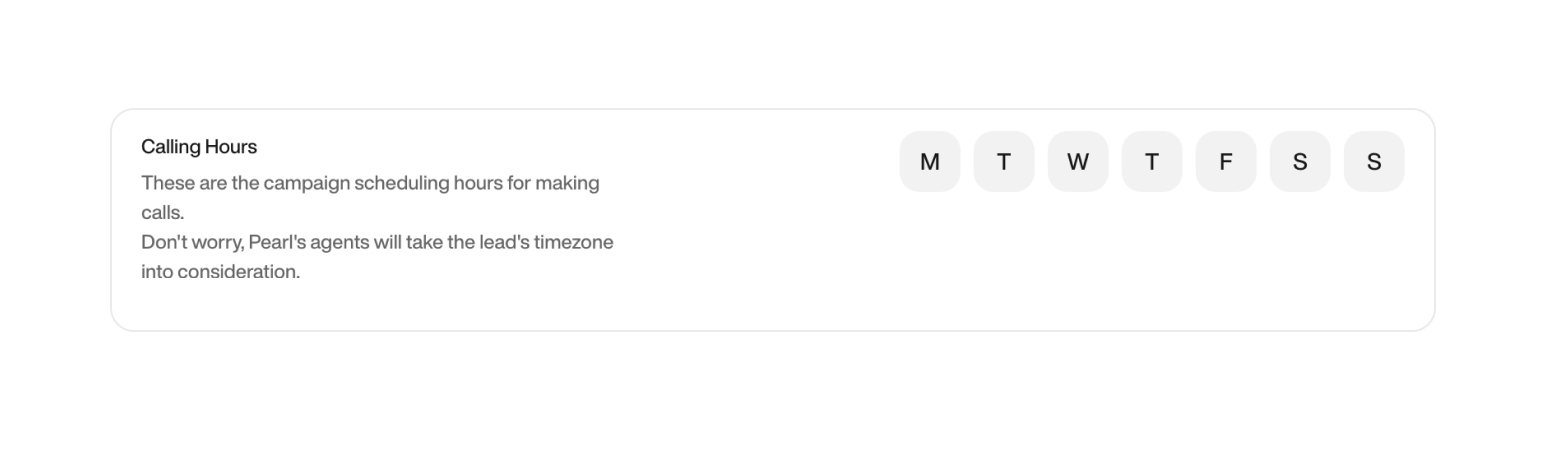 Calling Hours
These are the campaign scheduling hours for making
calls.
Don't worry, Pearl's agents will take the lead's timezone
into consideration.
M T W T F S S